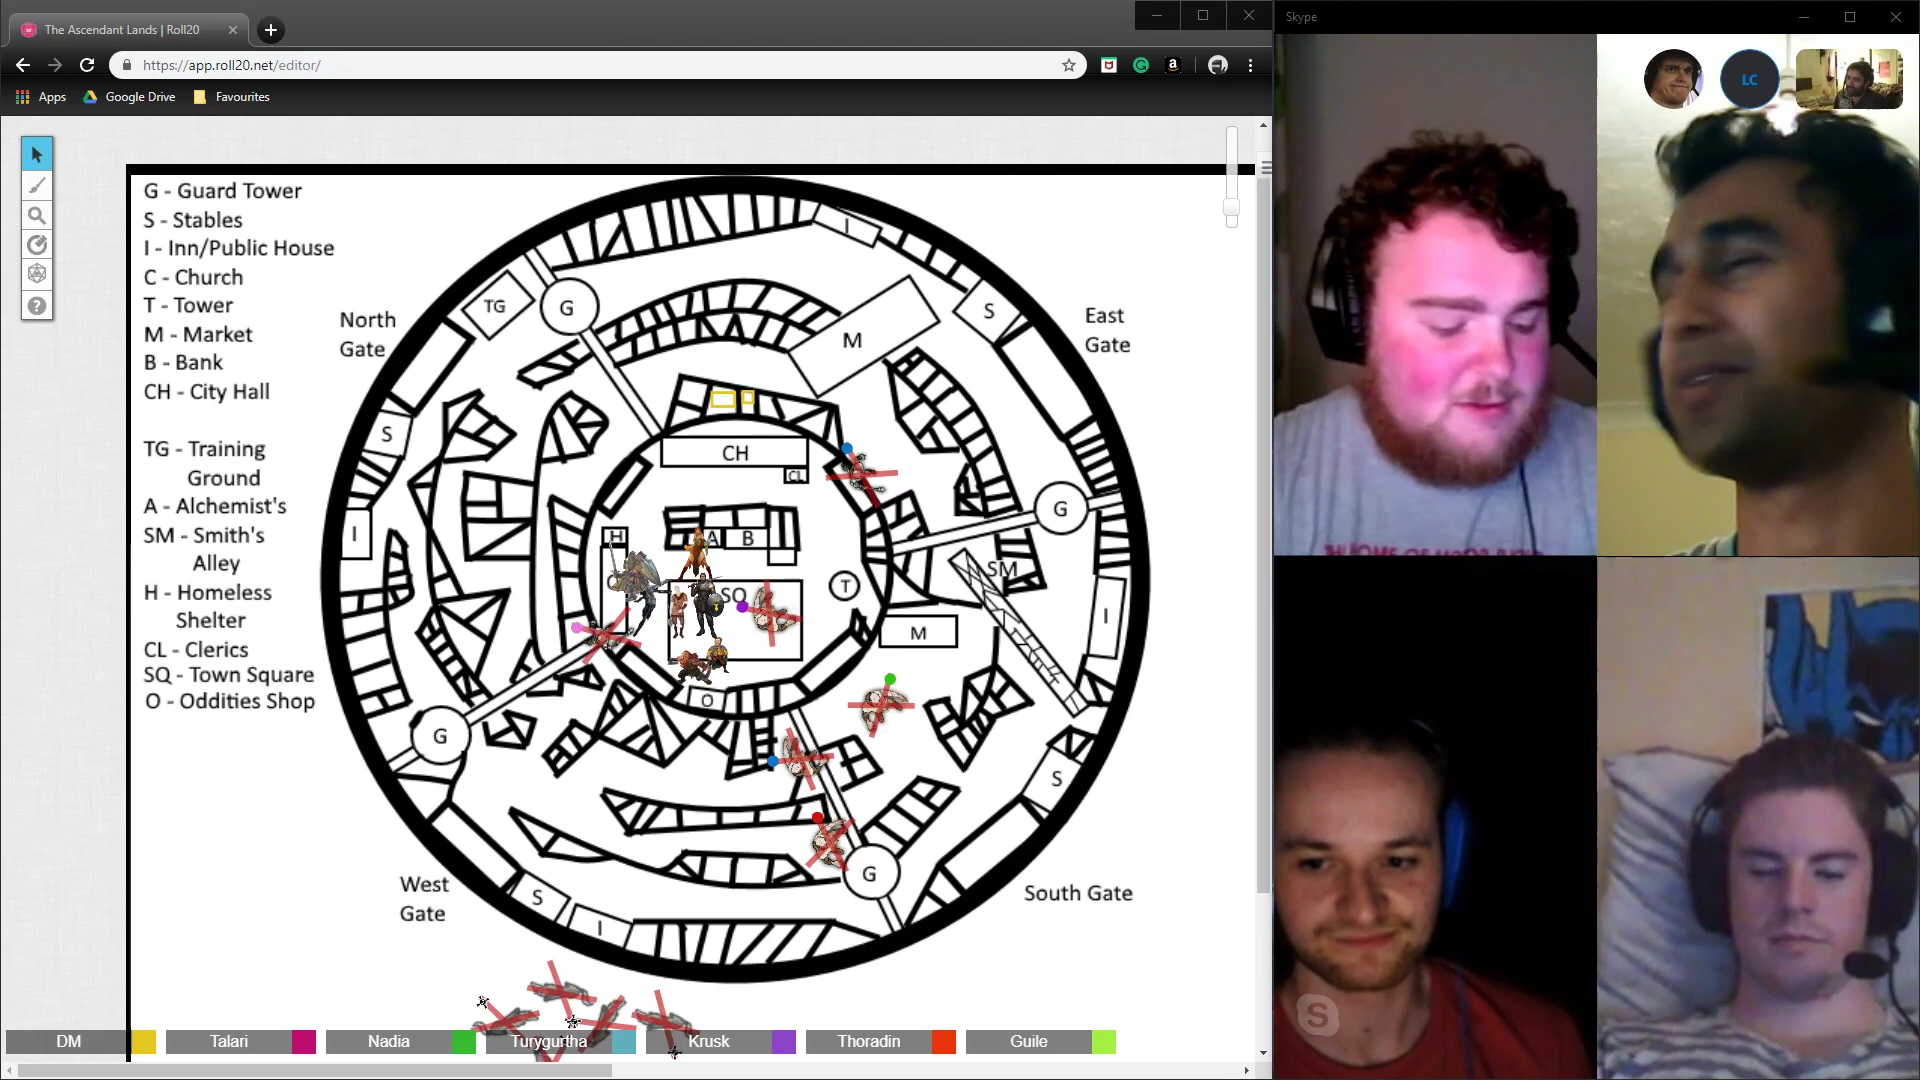 The Ascendant Lands | Roll20
https://app.roll20.net/editor/
Apps
Google Drive
Favourites
Skype
LC
G - Guard Tower
S - Stables
I - Inn/Public House
C - Church
T - Tower
M - Market
B - Bank
CH - City Hall
TG - Training
Ground
A - Alchemist's
SM - Smith's
Alley
H - Homeless
Shelter
CL - Clerics
SQ - Town Square
O - Oddities Shop
North
Gate
East
Gate
West
Gate
South Gate
I
TG
G
S
M
S
CH
CL
I
G
H
A
B
SM
T
SQ
I
M
O
G
S
G
S
I
DM
Talari
Nadia
Turygurtha
Krusk
Thoradin
Guile